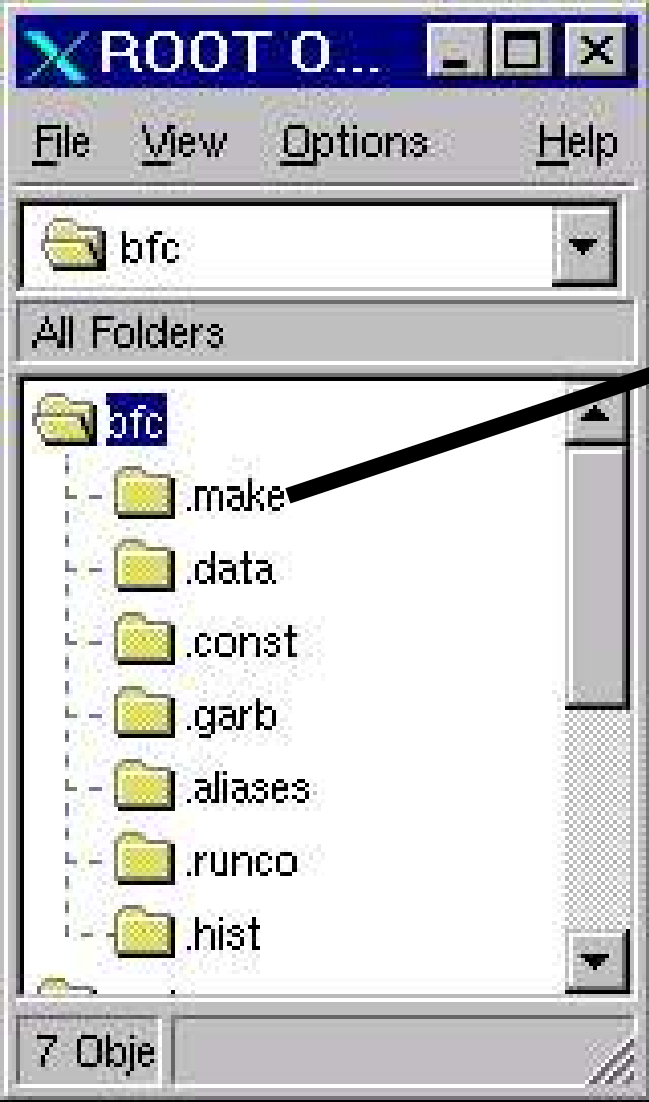 ROOT O...
File View Options Help
bfc
All Folders
bfc
.make
.data
.const
.garb
.aliases
.runco
.hist
7 Obje